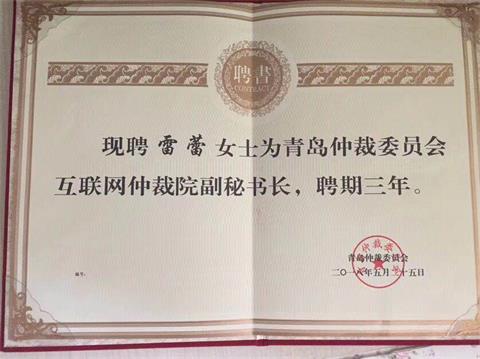 聘書
CONTRACT
现聘 雷 蕾 女士为青岛仲裁委员会
互联网仲裁院副秘书长，聘期三年。
青岛仲裁委员会
二〇一八年五月二十五日
编号：